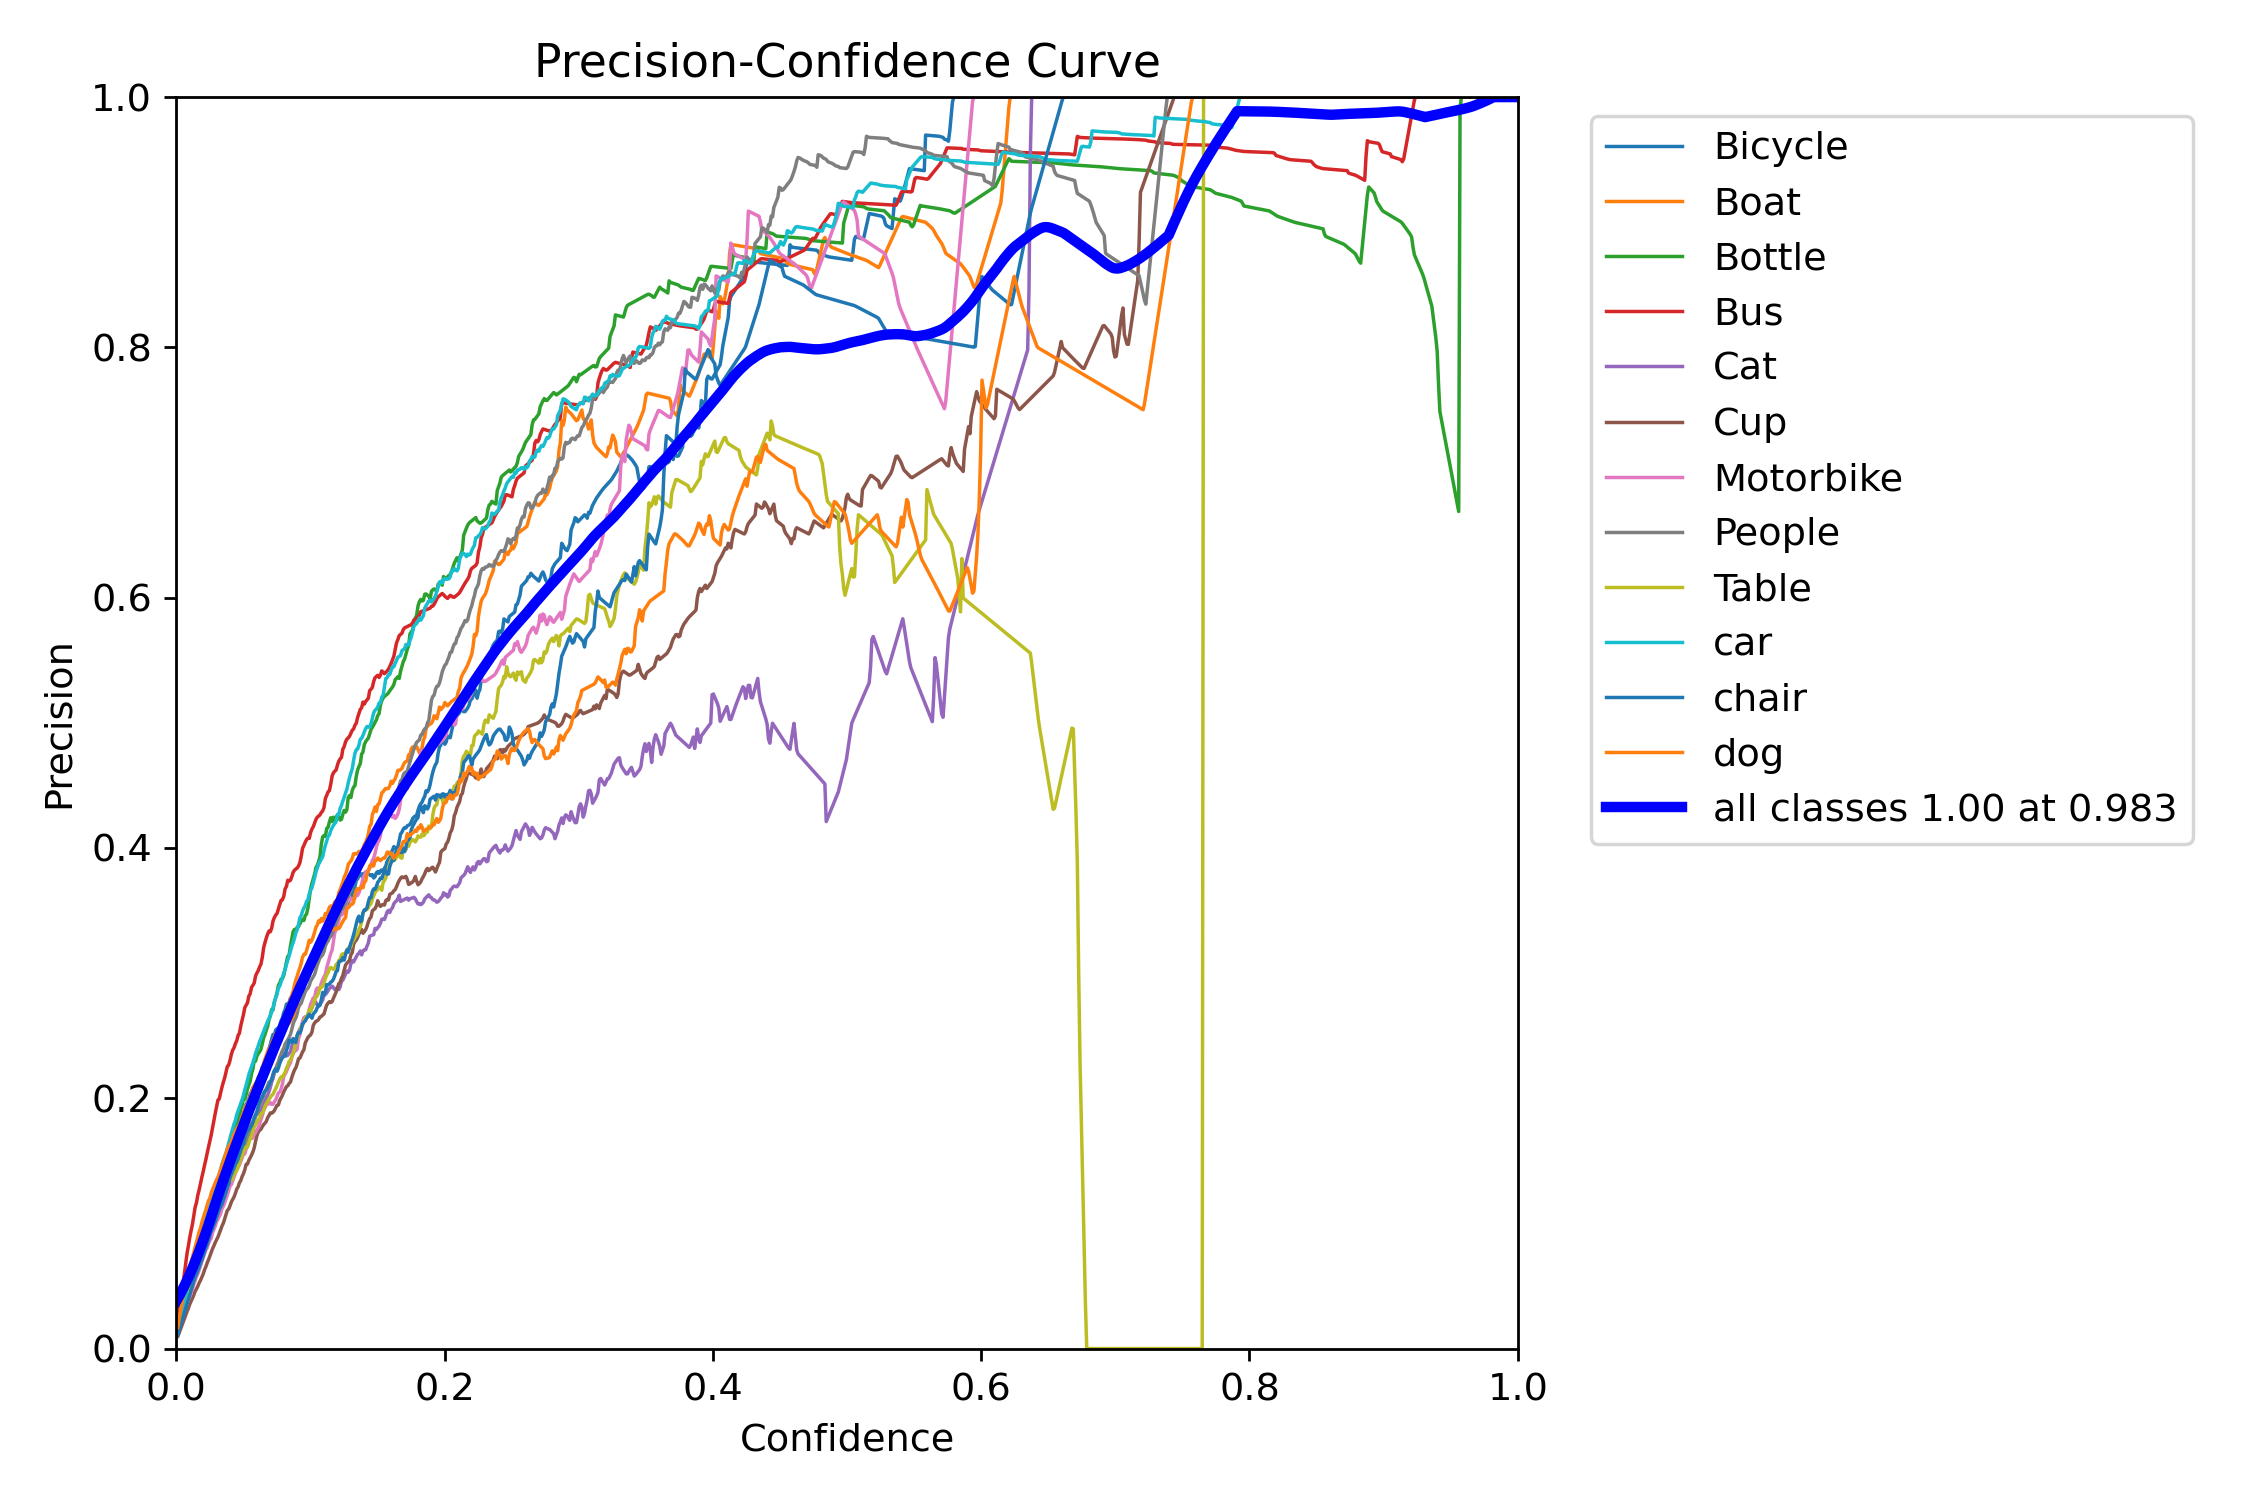 Precision-Confidence Curve
1.0
0.8
0.6
0.4
0.2
0.0
Precision
0.0 0.2 0.4 0.6 0.8 1.0
Confidence
Bicycle
Boat
Bottle
Bus
Cat
Cup
Motorbike
People
Table
car
chair
dog
all classes 1.00 at 0.983